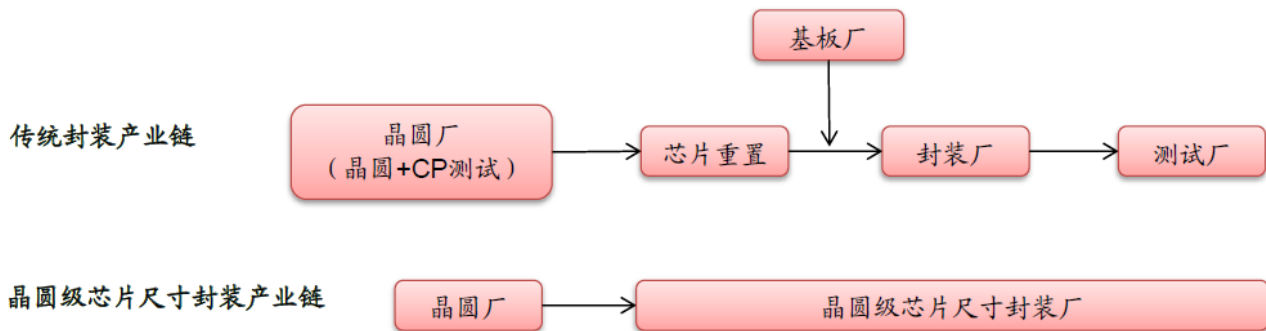 基板厂
传统封装产业链
晶圆厂
（晶圆+CP测试）
芯片重置
封装厂
测试厂
晶圆级芯片尺寸封装产业链
晶圆厂
晶圆级芯片尺寸封装厂